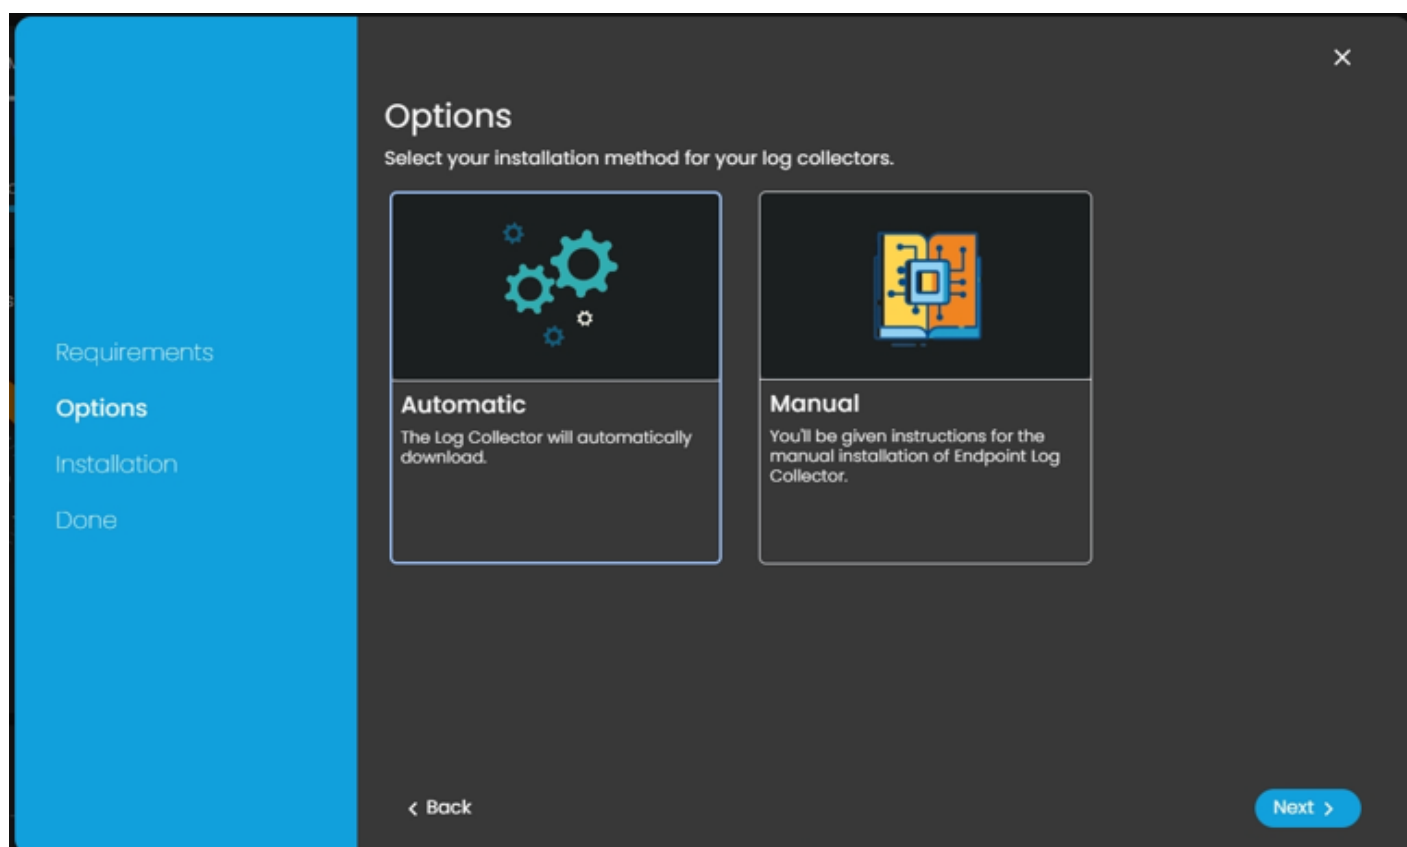 Options
Select your installation method for your log collectors.
Requirements
Options
Installation
Done
Automatic
The Log Collector will automatically
download.
Manual
You'll be given instructions for the
manual installation of Endpoint Log
Collector.
Back
Next